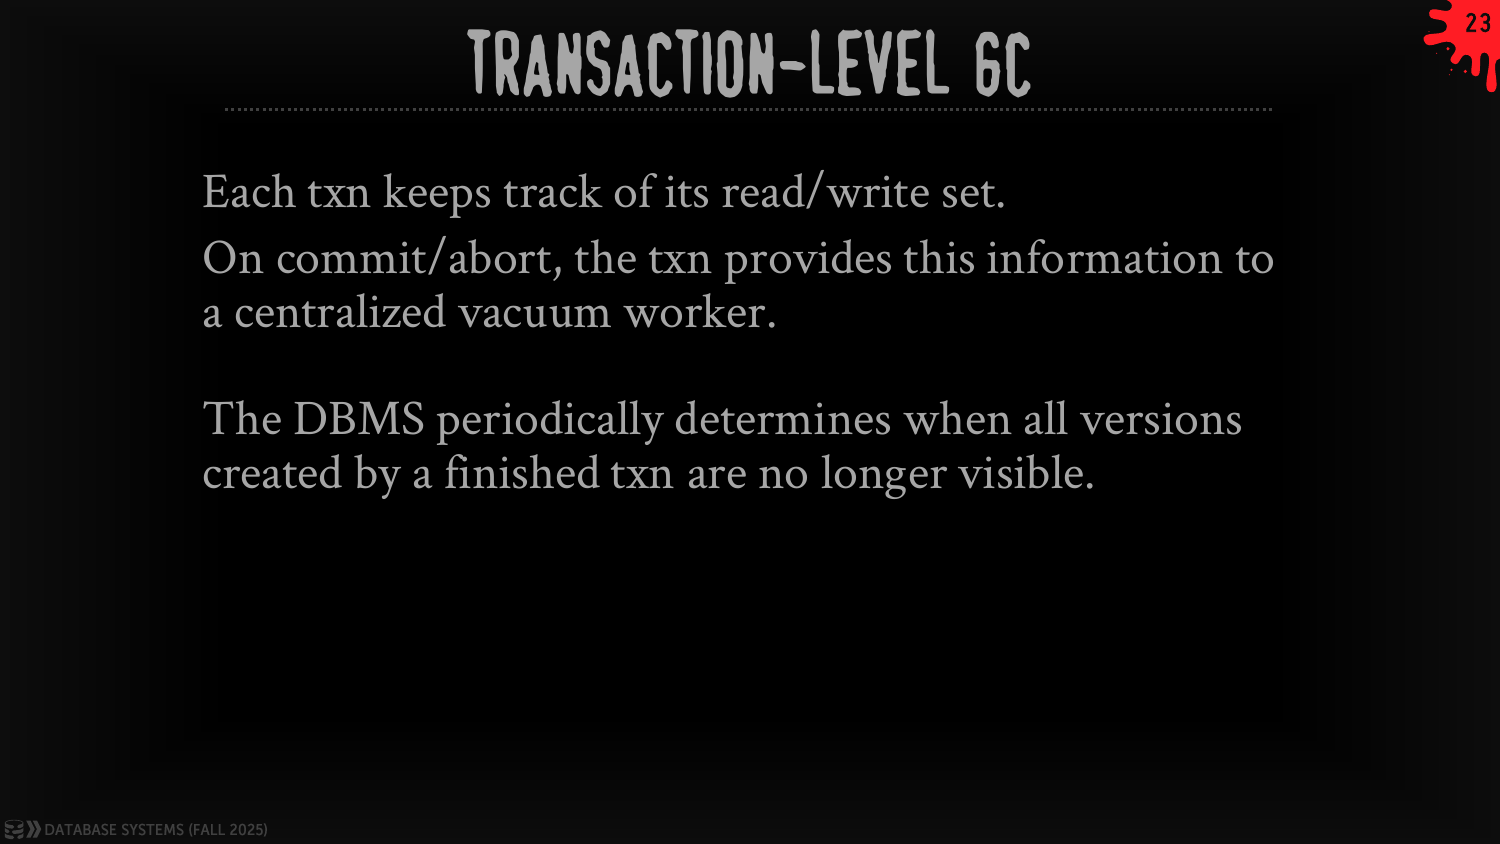 TRANSACTION-LEVEL GC
23
Each txn keeps track of its read/write set.
On commit/abort, the txn provides this information to
a centralized vacuum worker.
The DBMS periodically determines when all versions
created by a finished txn are no longer visible.
DATABASE SYSTEMS (FALL 2025)